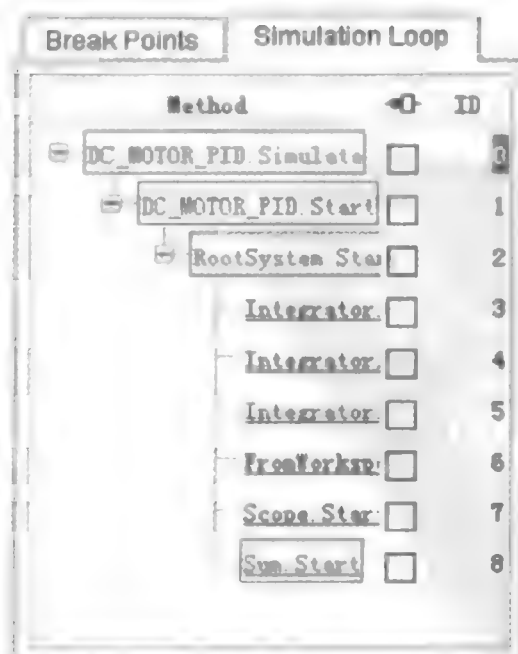 Break Points Simulation Loop
Method ID
DC_MOTOR_PID.Simulate 0
DC_MOTOR_PID.Start 1
RootSystem.Star 2
Integrator. 3
Integrator. 4
Integrator. 5
FromWorksp 6
Scope.Star 7
Sum.Start 8